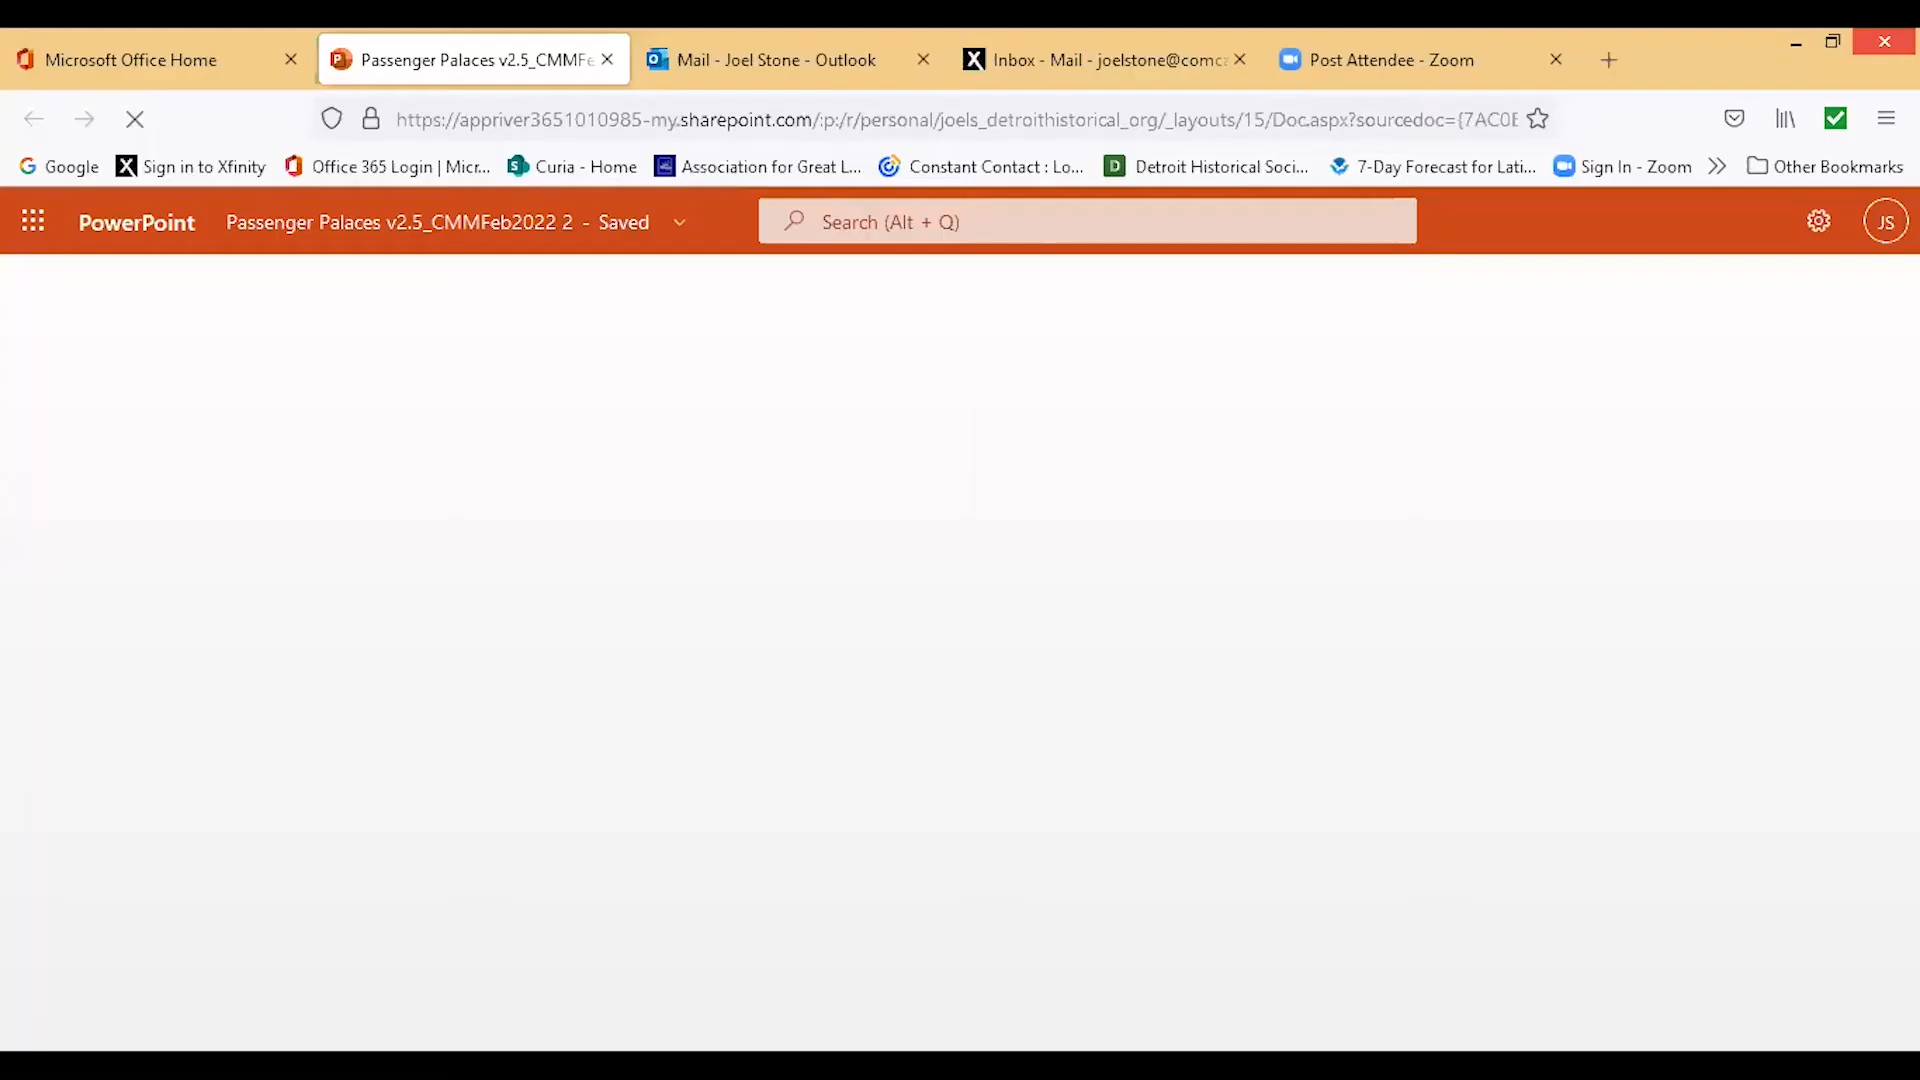 Microsoft Office Home
Passenger Palaces v2.5_CMMFe
Mail - Joel Stone - Outlook
Inbox - Mail - joelstone@comca
Post Attendee - Zoom
https://appriver3651010985-my.sharepoint.com/:p:/r/personal/joels_detroithistorical_org/_layouts/15/Doc.aspx?sourcedoc={7AC0E
Google
Sign in to Xfinity
Office 365 Login | Micr...
Curia - Home
Association for Great L...
Constant Contact : Lo...
Detroit Historical Soci...
7-Day Forecast for Lati...
Sign In - Zoom
Other Bookmarks
PowerPoint
Passenger Palaces v2.5_CMMFeb2022 2 - Saved
Search (Alt + Q)
JS